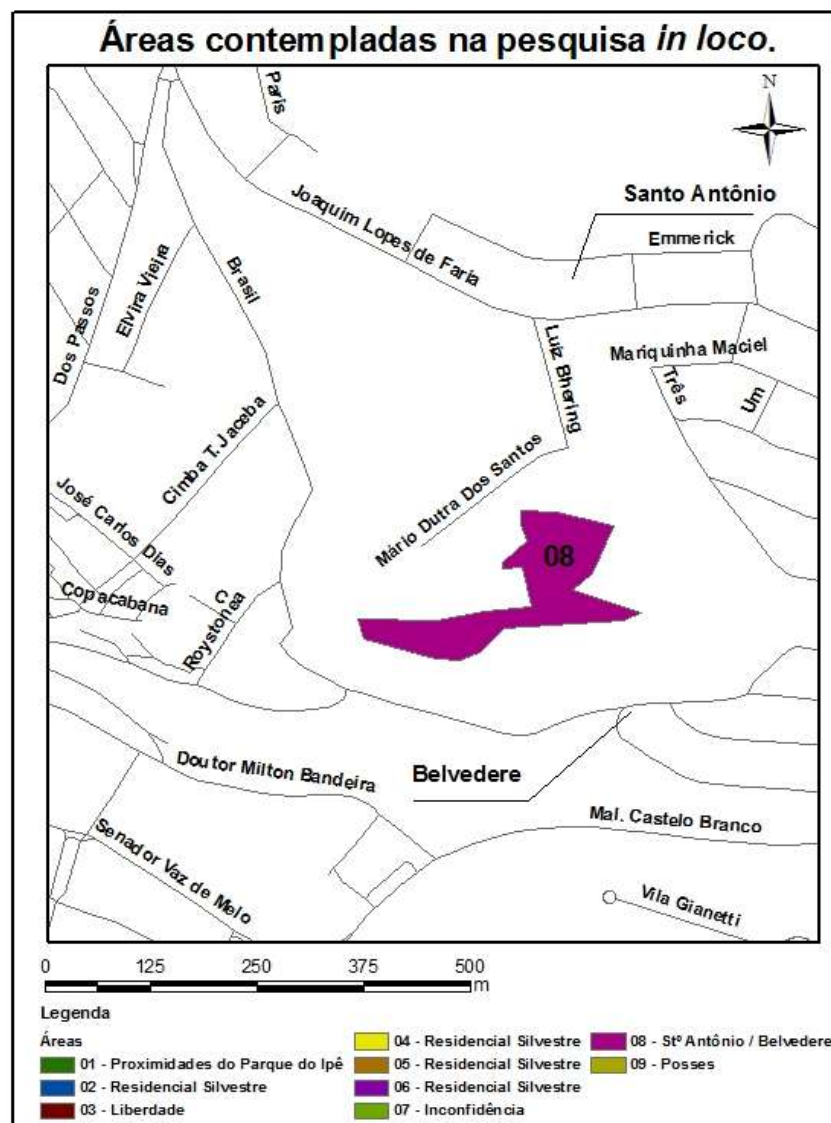 Áreas contempladas na pesquisa in loco.
N
Paris
Joaquim Lopes de Faria
Santo Antônio
Emmerick
Elvira Vieira
Brasil
Dos Passos
Luiz Bhering
Mariquinha Maciel
Três
Um
Cimba T. Jaceba
Mário Dutra Dos Santos
José Carlos Dias
08
Copacabana
C
Roystonea
Doutor Milton Bandeira
Belvedere
Mal. Castelo Branco
Senador Vaz de Melo
Vila Gianetti
0 125 250 375 500
m
Legenda
Áreas
01 - Proximidades do Parque do Ipê
02 - Residencial Silvestre
03 - Liberdade
04 - Residencial Silvestre
05 - Residencial Silvestre
06 - Residencial Silvestre
07 - Inconfidência
08 - Stº Antônio / Belvedere
09 - Posses